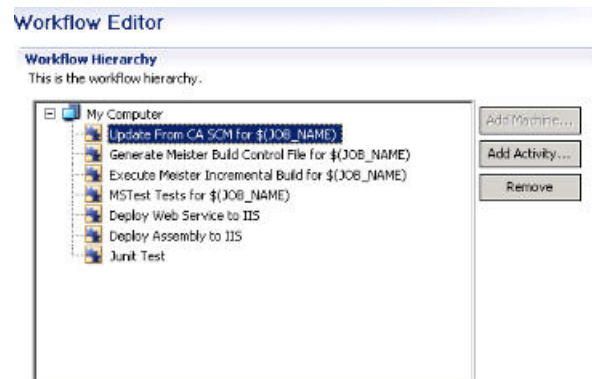 Workflow Editor
Workflow Hierarchy
This is the workflow hierarchy.
My Computer
Update From CA SCM for $(JOB_NAME)
Generate Meister Build Control File for $(JOB_NAME)
Execute Meister Incremental Build for $(JOB_NAME)
MSTest Tests for $(JOB_NAME)
Deploy Web Service to IIS
Deploy Assembly to IIS
Junit Test
Add Machine...
Add Activity...
Remove